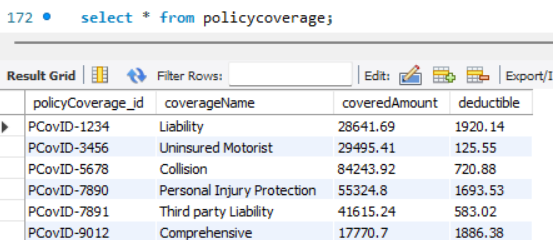 172 select * from policycoverage;
Result Grid Filter Rows: Edit: Export/I
policyCoverage_id coverageName coveredAmount deductible
PCovID-1234 Liability 28641.69 1920.14
PCovID-3456 Uninsured Motorist 29495.41 125.55
PCovID-5678 Collision 84243.92 720.88
PCovID-7890 Personal Injury Protection 55324.8 1693.53
PCovID-7891 Third party Liability 41615.24 583.02
PCovID-9012 Comprehensive 17770.7 1886.38